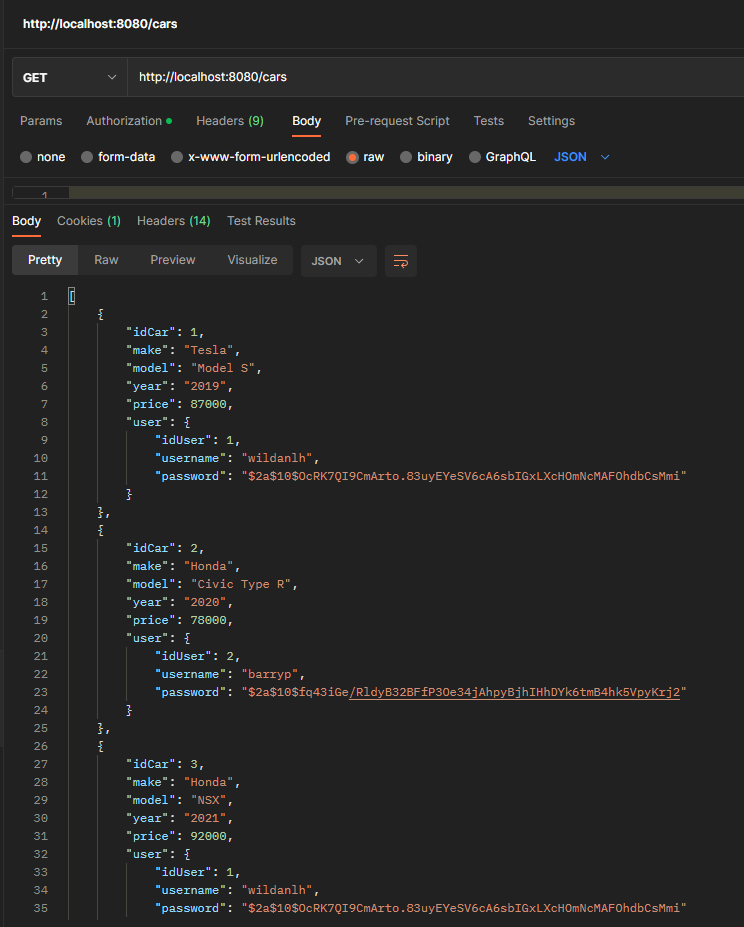 http://localhost:8080/cars
GET http://localhost:8080/cars
Params Authorization Headers (9) Body Pre-request Script Tests Settings
none form-data x-www-form-urlencoded raw binary GraphQL JSON
1
Body Cookies (1) Headers (14) Test Results
Pretty Raw Preview Visualize JSON
1 [
2 {
3 "idCar": 1,
4 "make": "Tesla",
5 "model": "Model S",
6 "year": "2019",
7 "price": 87000,
8 "user": {
9 "idUser": 1,
10 "username": "wildanlh",
11 "password": "$2a$10$OcRK7QI9CmArto.83uyEYeSV6cA6sbIGxLXcHOmNcMAFOhdbCsMmi"
12 }
13 },
14 {
15 "idCar": 2,
16 "make": "Honda",
17 "model": "Civic Type R",
18 "year": "2020",
19 "price": 78000,
20 "user": {
21 "idUser": 2,
22 "username": "barryp",
23 "password": "$2a$10$fq43iGe/RldyB32BFfP3Oe34jAhpyBjhIHhDYk6tmB4hk5VpyKrj2"
24 }
25 },
26 {
27 "idCar": 3,
28 "make": "Honda",
29 "model": "NSX",
30 "year": "2021",
31 "price": 92000,
32 "user": {
33 "idUser": 1,
34 "username": "wildanlh",
35 "password": "$2a$10$OcRK7QI9CmArto.83uyEYeSV6cA6sbIGxLXcHOmNcMAFOhdbCsMmi"